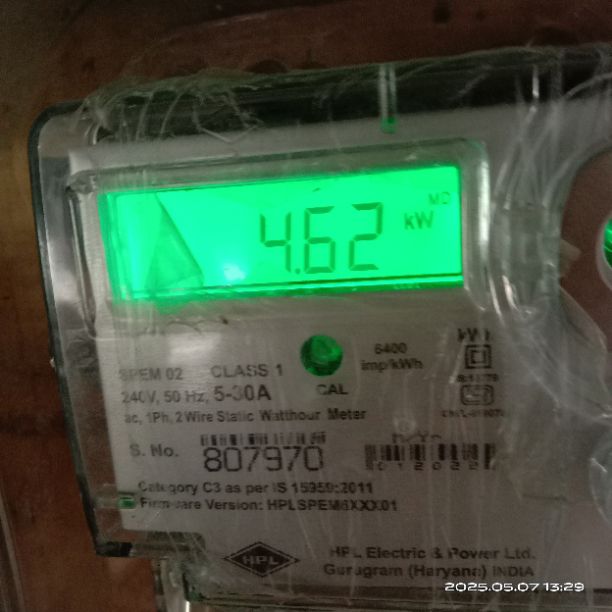 MD
4.62 kW
6400
imp/kWh
SPEM 02 CLASS 1
CAL
240V, 50 Hz, 5-30A
ac, 1Ph, 2 Wire Static Watthour Meter
S. No.
807970
012022
Category C3 as per IS 15959:2011
Firmware Version: HPLSPEM6XXX01
HPL
HPL Electric & Power Ltd.
Gurugram (Haryana) INDIA
2025.05.07 13:29